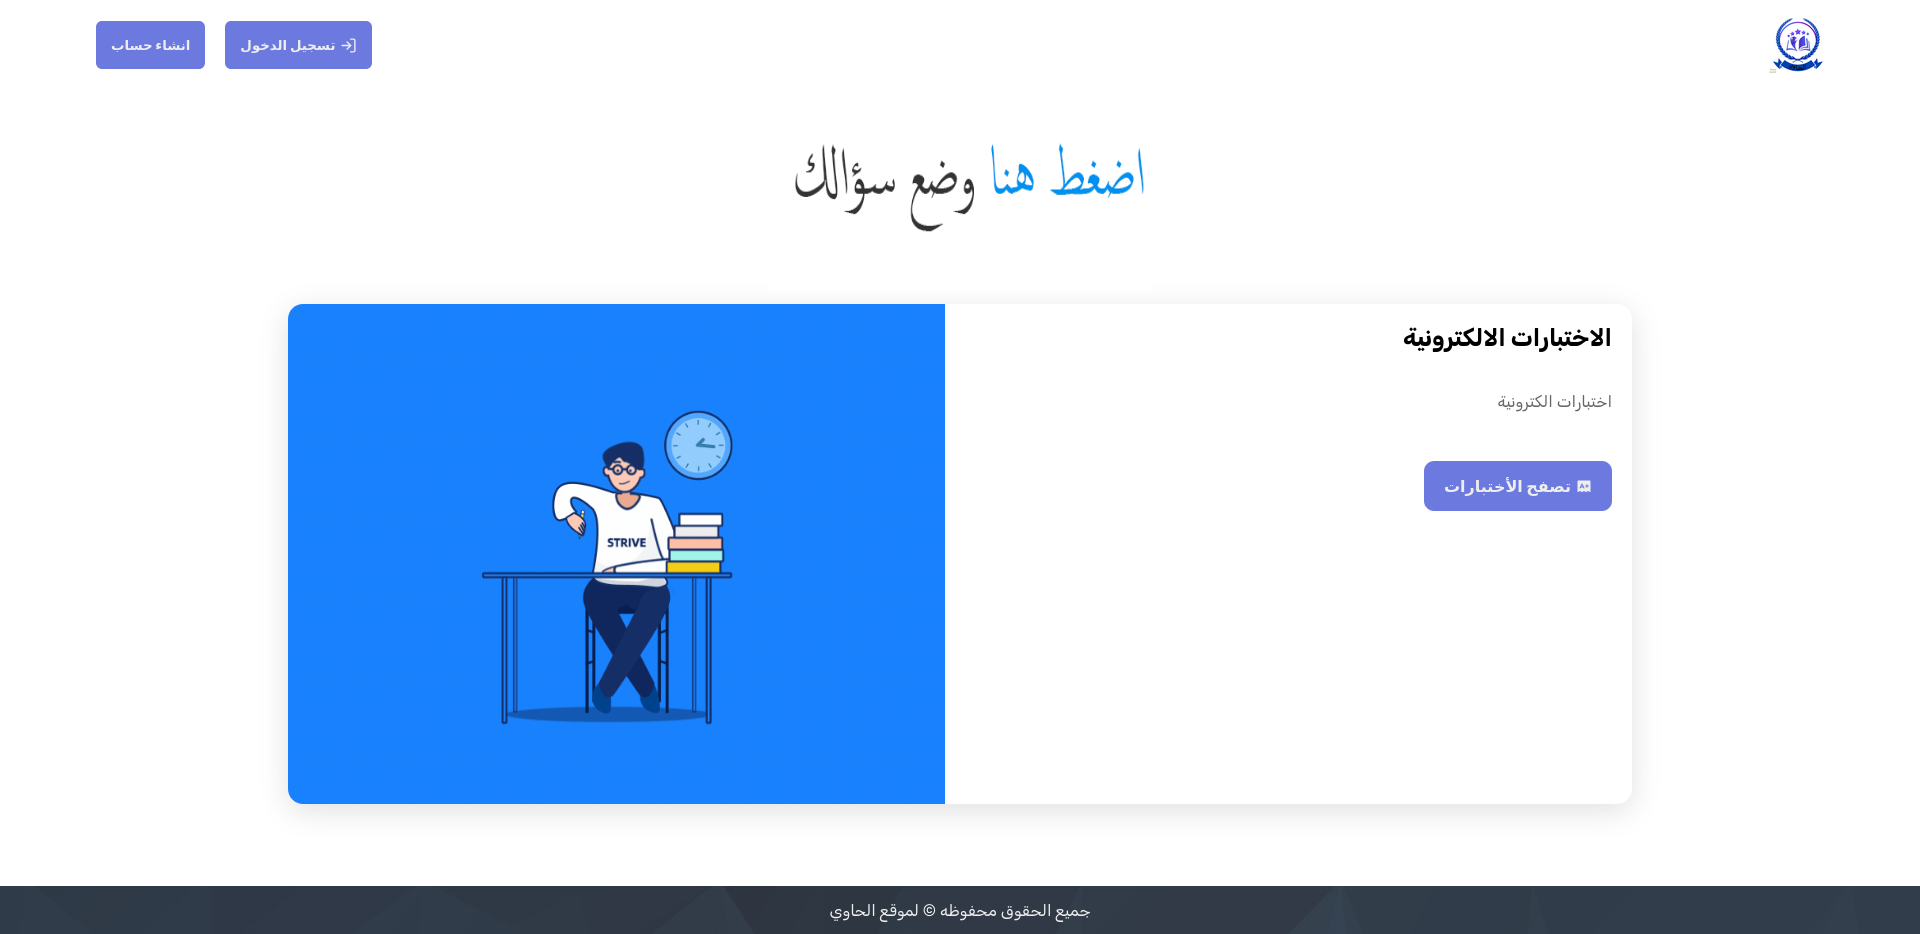 تسجيل الدخول
انشاء حساب
اضغط هنا وضع سؤالك
الاختبارات الالكترونية
اختبارات الكترونية
تصفح الأختبارات
STRIVE
جميع الحقوق محفوظه © لموقع الحاوي